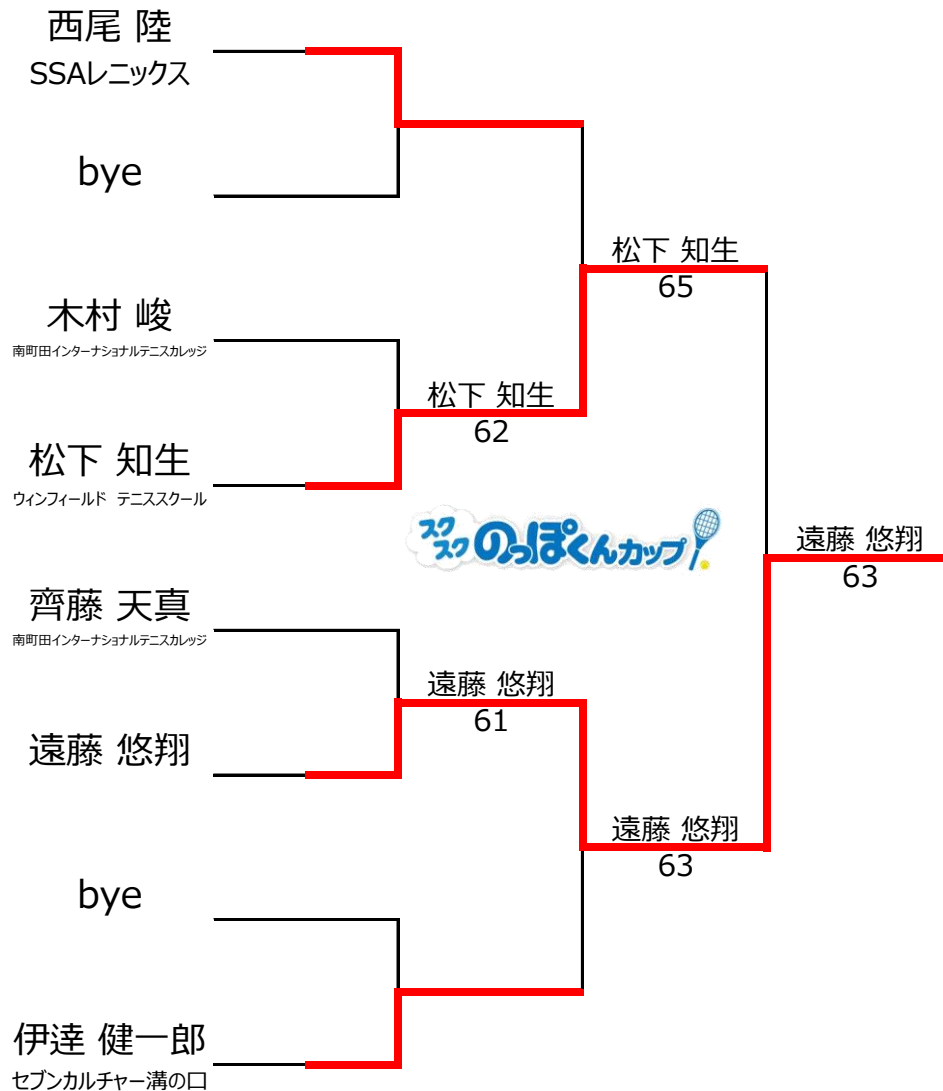 西尾 陸
SSAレニックス
bye
木村 峻
南町田インターナショナルテニスカレッジ
松下 知生
ウィンフィールド テニススクール
齊藤 天真
南町田インターナショナルテニスカレッジ
遠藤 悠翔
bye
伊達 健一郎
セブンカルチャー溝の口
松下 知生
62
遠藤 悠翔
61
松下 知生
65
遠藤 悠翔
63
遠藤 悠翔
63
スクスクのっぽくんカップ